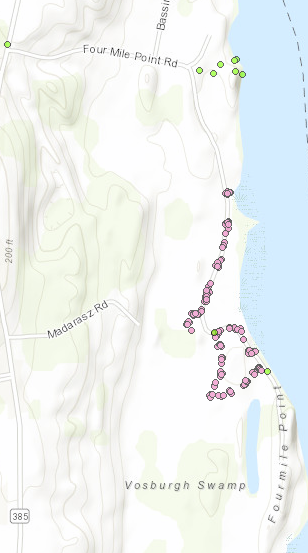 Bassin
Four Mile Point Rd
200 ft
Madarasz Rd
Fourmile Point
Vosburgh Swamp
385